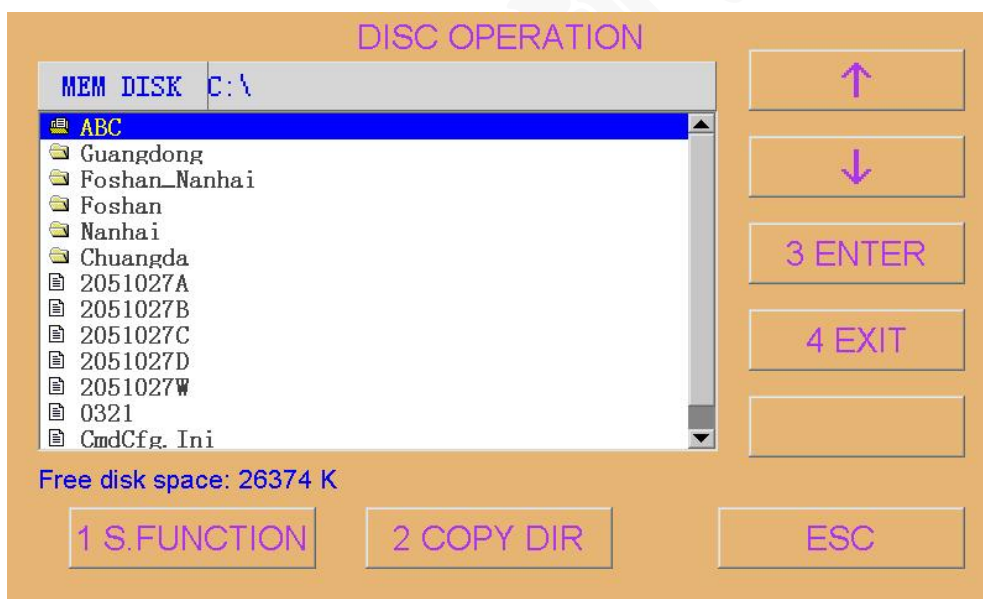 DISC OPERATION
MEM DISK C:\
ABC
Guangdong
Foshan_Nanhai
Foshan
Nanhai
Chuangda
2051027A
2051027B
2051027C
2051027D
2051027W
0321
CmdCfg.Ini
Free disk space: 26374 K
↑
↓
3 ENTER
4 EXIT
1 S.FUNCTION
2 COPY DIR
ESC